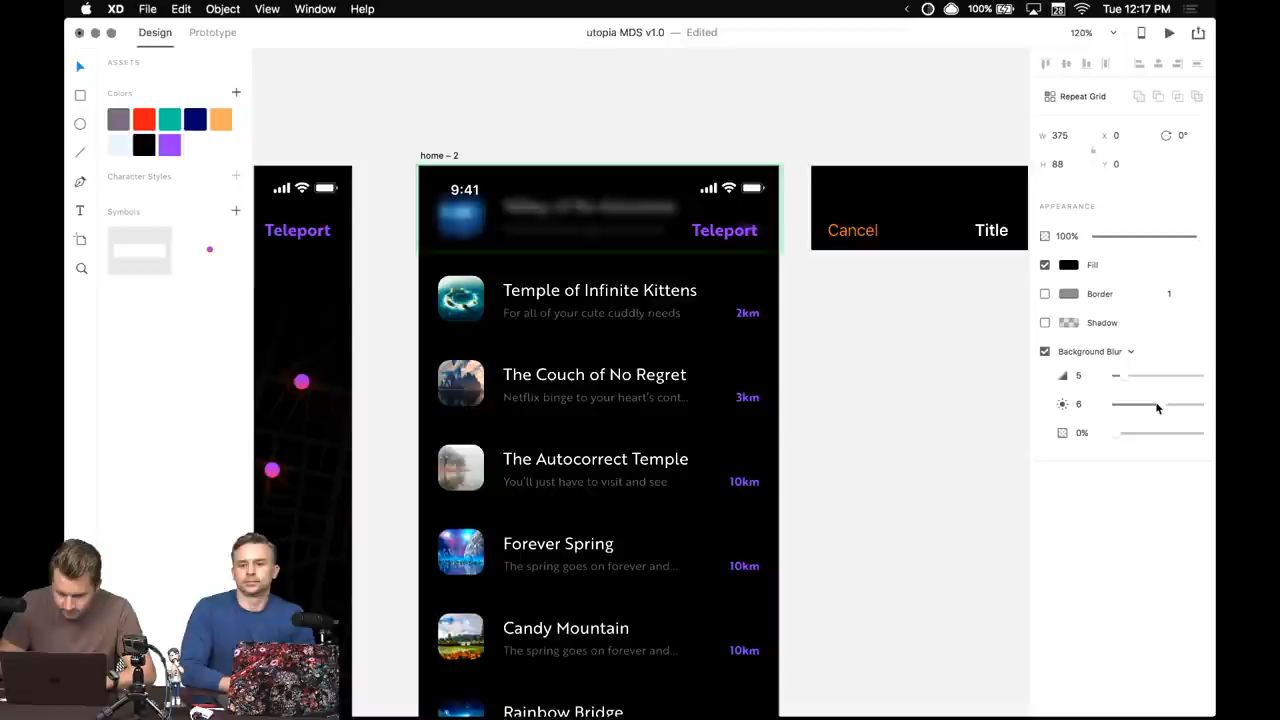 XD File Edit Object View Window Help
100% 28 Tue 12:17 PM
Design Prototype
utopia MDS v1.0 — Edited
120%
ASSETS
Colors
Character Styles
Symbols
Teleport
home – 2
9:41
Teleport
Temple of Infinite Kittens
For all of your cute cuddly needs
2km
The Couch of No Regret
Netflix binge to your heart's cont...
3km
The Autocorrect Temple
You'll just have to visit and see
10km
Forever Spring
The spring goes on forever and...
10km
Candy Mountain
The spring goes on forever and...
10km
Rainbow Bridge
Cancel Title
Repeat Grid
W 375 X 0 0°
H 88 Y 0
APPEARANCE
100%
Fill
Border 1
Shadow
Background Blur
5
6
0%